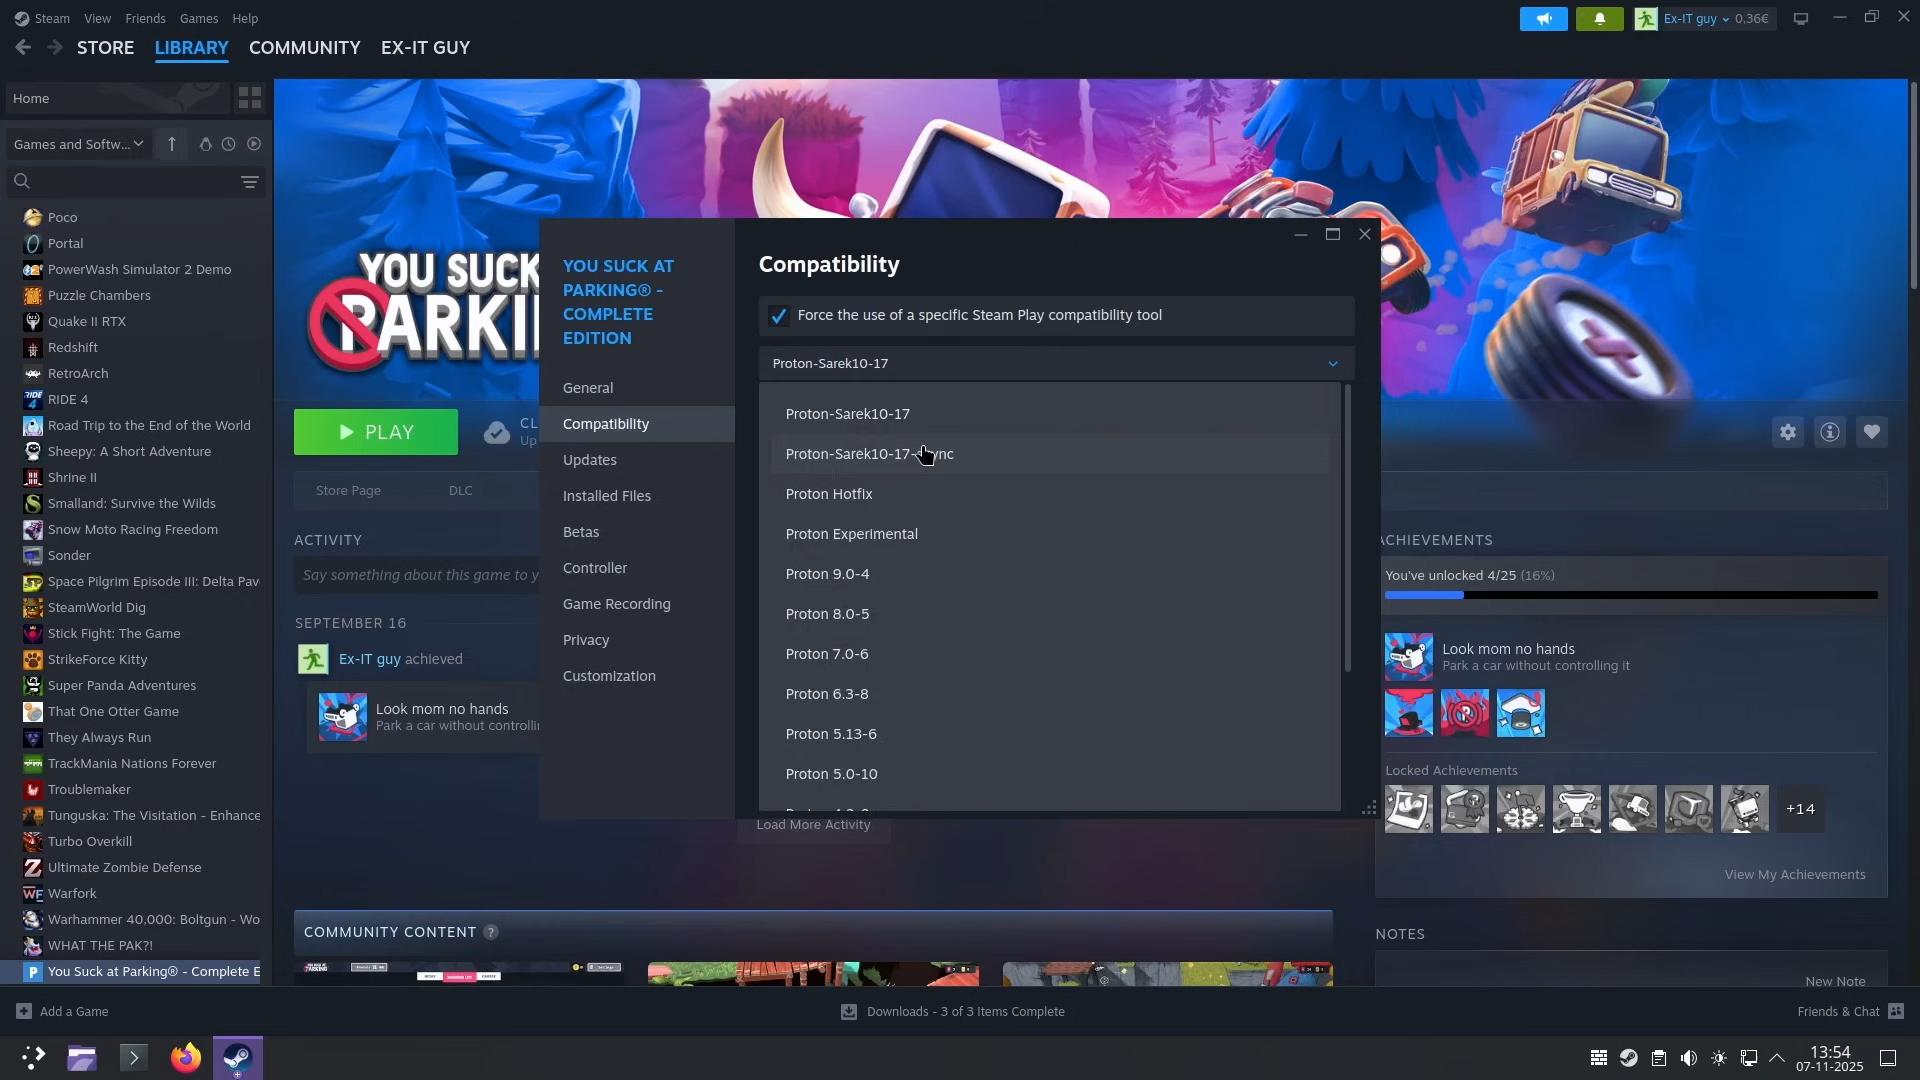 Steam View Friends Games Help
Ex-IT guy 0,36€
STORE LIBRARY COMMUNITY EX-IT GUY
Home
Games and Softw...
Poco
Portal
PowerWash Simulator 2 Demo
Puzzle Chambers
Quake II RTX
Redshift
RetroArch
RIDE 4
Road Trip to the End of the World
Sheepy: A Short Adventure
Shrine II
Smalland: Survive the Wilds
Snow Moto Racing Freedom
Sonder
Space Pilgrim Episode III: Delta Pav
SteamWorld Dig
Stick Fight: The Game
StrikeForce Kitty
Super Panda Adventures
That One Otter Game
They Always Run
TrackMania Nations Forever
Troublemaker
Tunguska: The Visitation - Enhance
Turbo Overkill
Ultimate Zombie Defense
Warfork
Warhammer 40,000: Boltgun - Wo
WHAT THE PAK?!
You Suck at Parking® - Complete E
YOU SUCK
PARKI
PLAY
CL
Up
Store Page DLC
ACTIVITY
Say something about this game to y
SEPTEMBER 16
Ex-IT guy achieved
Look mom no hands
Park a car without controlli
YOU SUCK AT
PARKING® -
COMPLETE
EDITION
General
Compatibility
Updates
Installed Files
Betas
Controller
Game Recording
Privacy
Customization
Compatibility
Force the use of a specific Steam Play compatibility tool
Proton-Sarek10-17
Proton-Sarek10-17
Proton-Sarek10-17-
Proton Hotfix
Proton Experimental
Proton 9.0-4
Proton 8.0-5
Proton 7.0-6
Proton 6.3-8
Proton 5.13-6
Proton 5.0-10
Load More Activity
ACHIEVEMENTS
You've unlocked 4/25 (16%)
Look mom no hands
Park a car without controlling it
Locked Achievements
+14
View My Achievements
COMMUNITY CONTENT ?
NOTES
New Note
Add a Game
Downloads - 3 of 3 Items Complete
Friends & Chat
13:54
07-11-2025